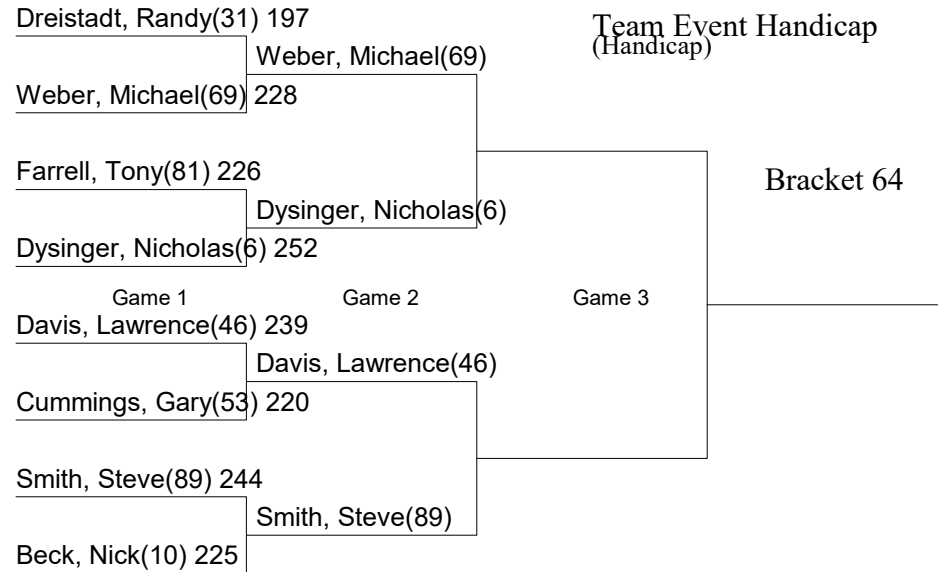 Dreistadt, Randy(31) 197
Team Event Handicap
(Handicap)
Weber, Michael(69)
Weber, Michael(69) 228
Farrell, Tony(81) 226
Bracket 64
Dysinger, Nicholas(6)
Dysinger, Nicholas(6) 252
Game 1
Game 2
Game 3
Davis, Lawrence(46) 239
Davis, Lawrence(46)
Cummings, Gary(53) 220
Smith, Steve(89) 244
Smith, Steve(89)
Beck, Nick(10) 225